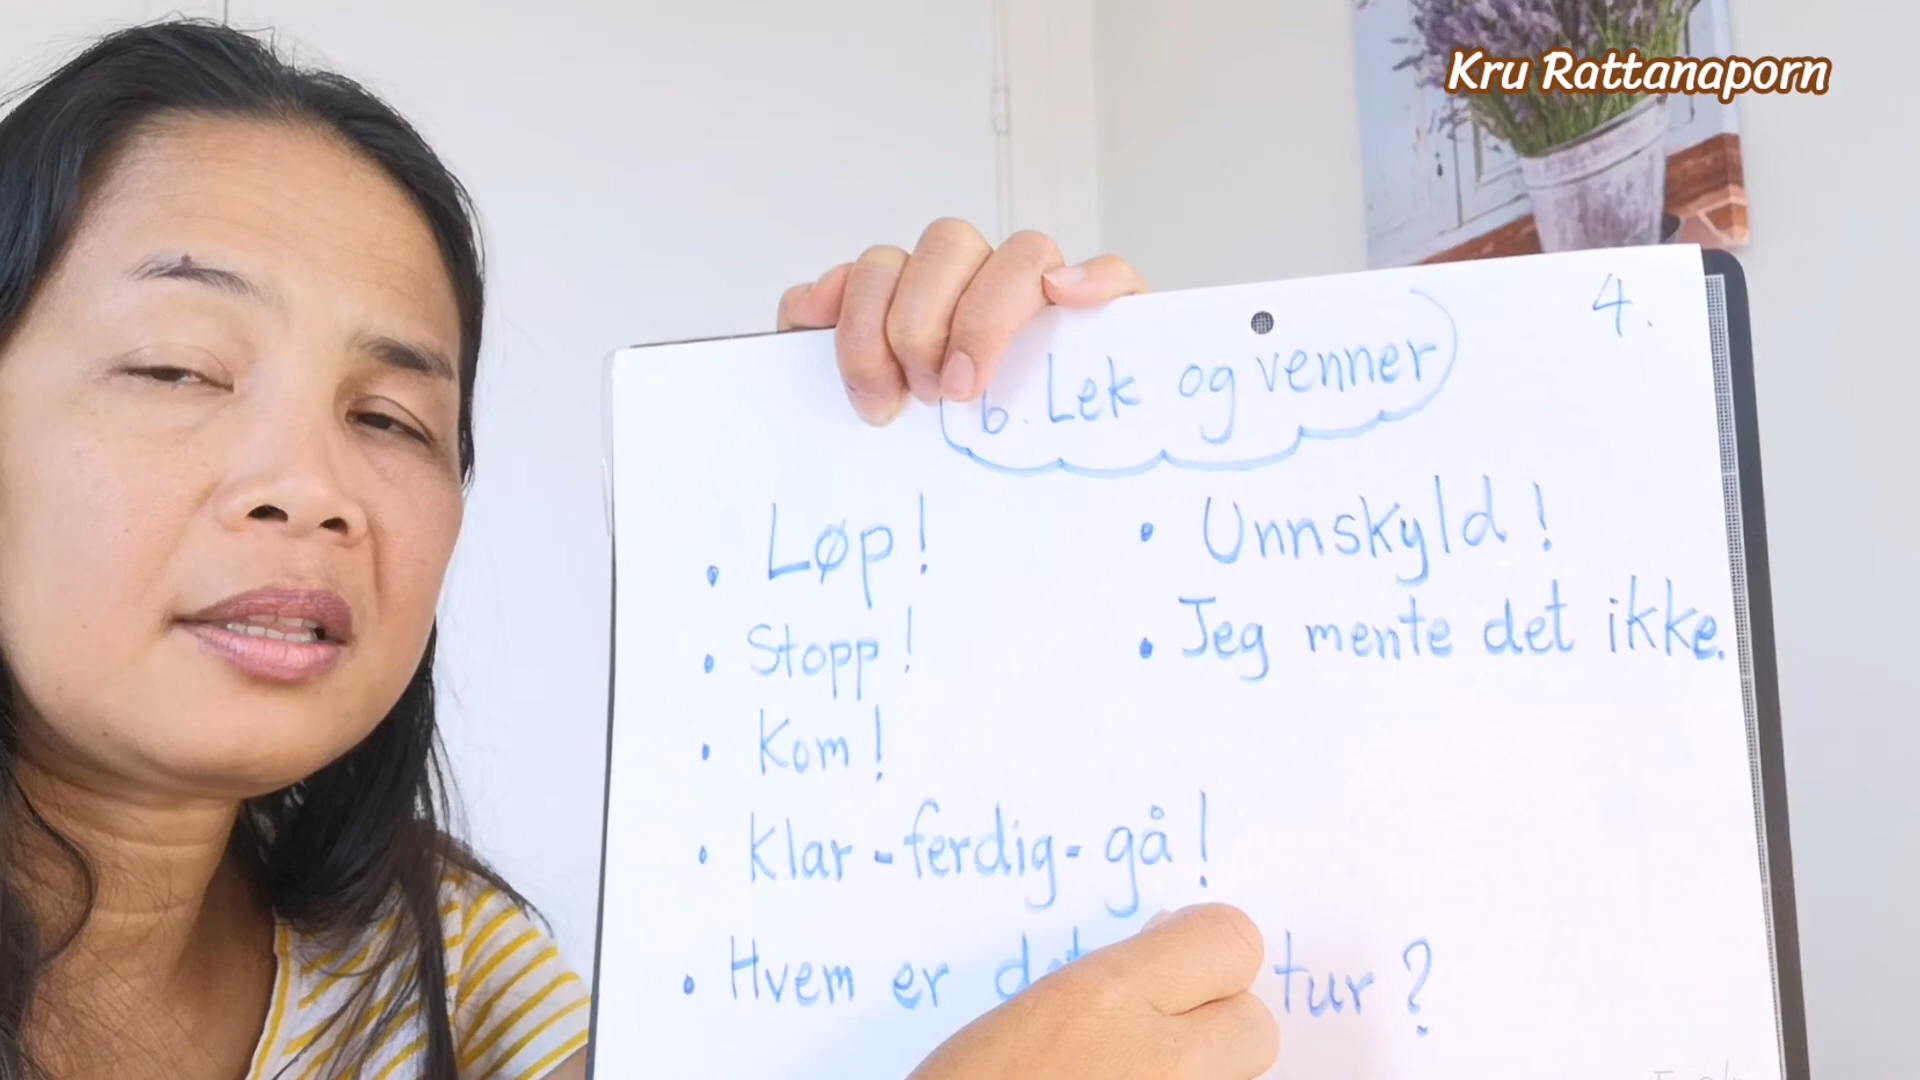 Kru Rattanaporn
4.
6. Lek og venner
• Løp!
• Stopp!
• Kom!
• Klar-ferdig-gå!
• Hvem er det tur?
• Unnskyld!
• Jeg mente det ikke.